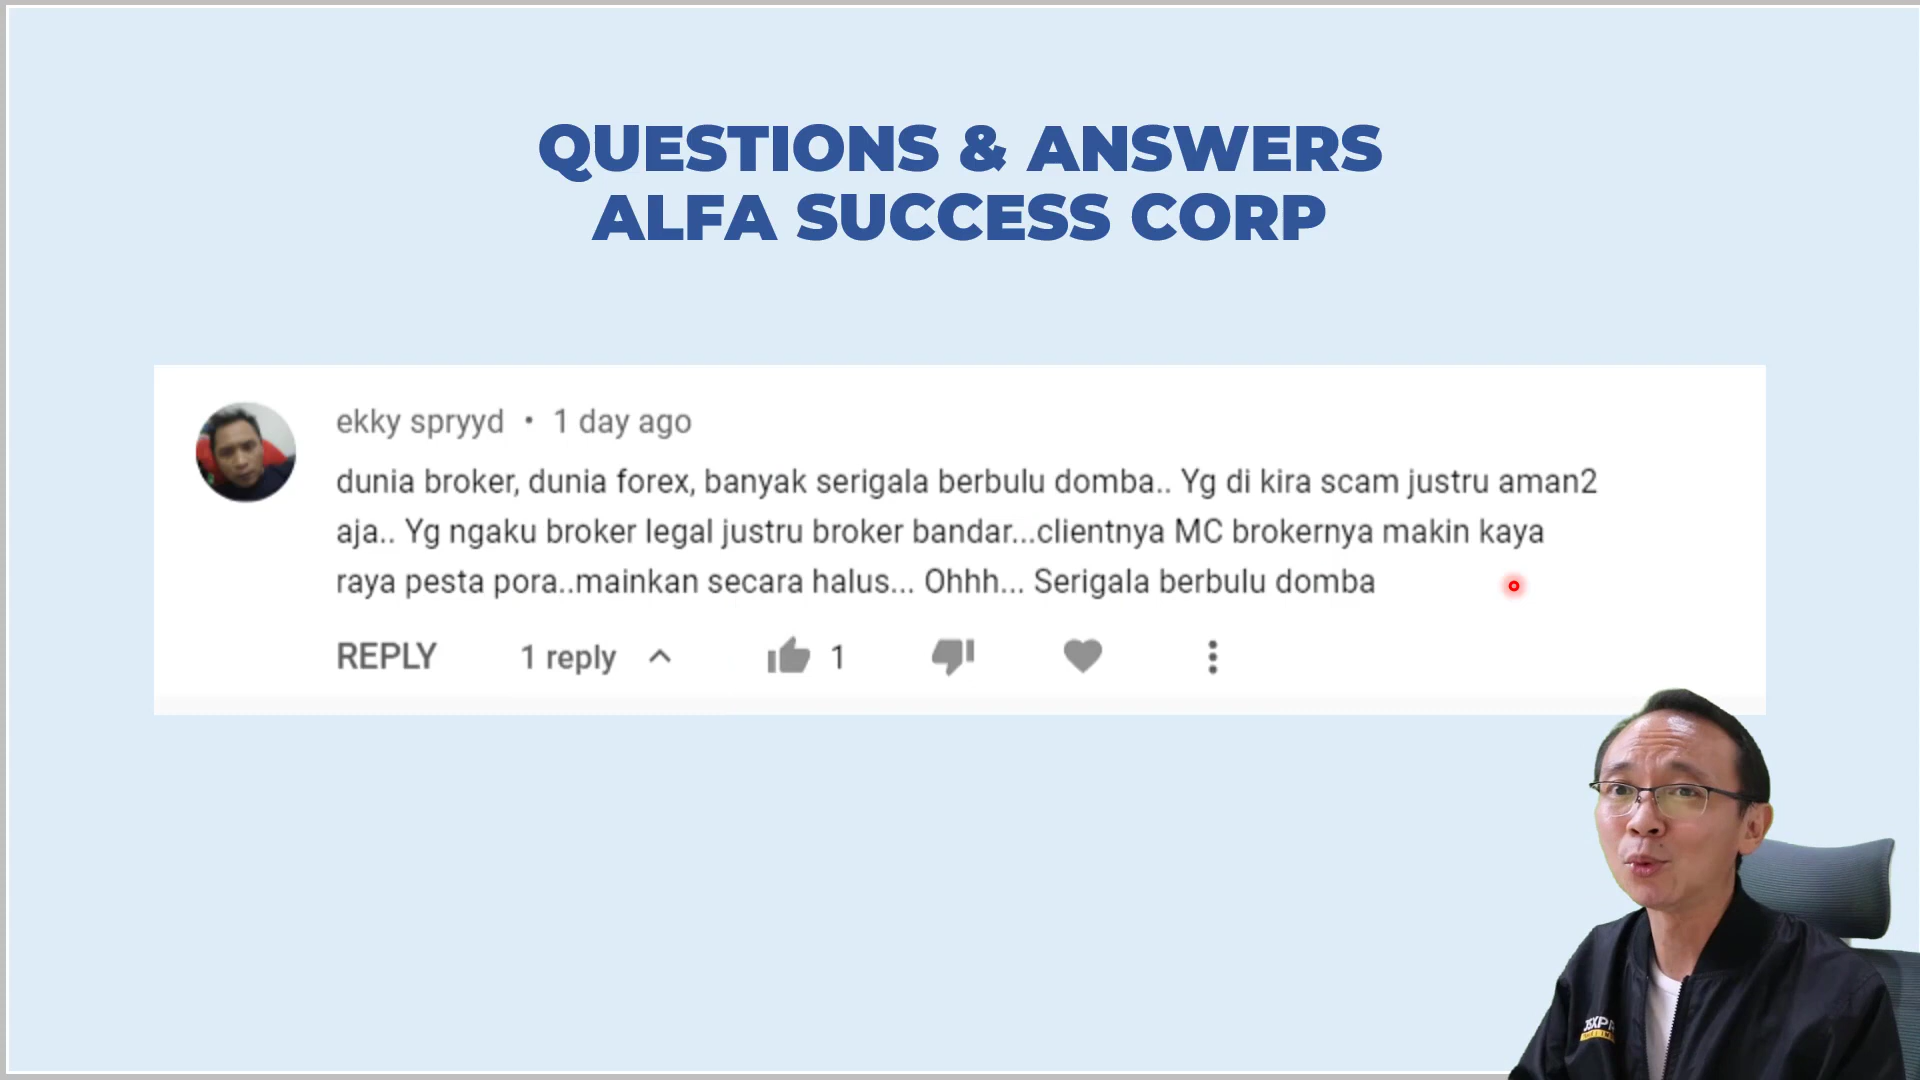 QUESTIONS & ANSWERS
ALFA SUCCESS CORP
ekky spryyd • 1 day ago
dunia broker, dunia forex, banyak serigala berbulu domba.. Yg di kira scam justru aman2
aja.. Yg ngaku broker legal justru broker bandar...clientnya MC brokernya makin kaya
raya pesta pora..mainkan secara halus... Ohhh... Serigala berbulu domba
REPLY 1 reply 1